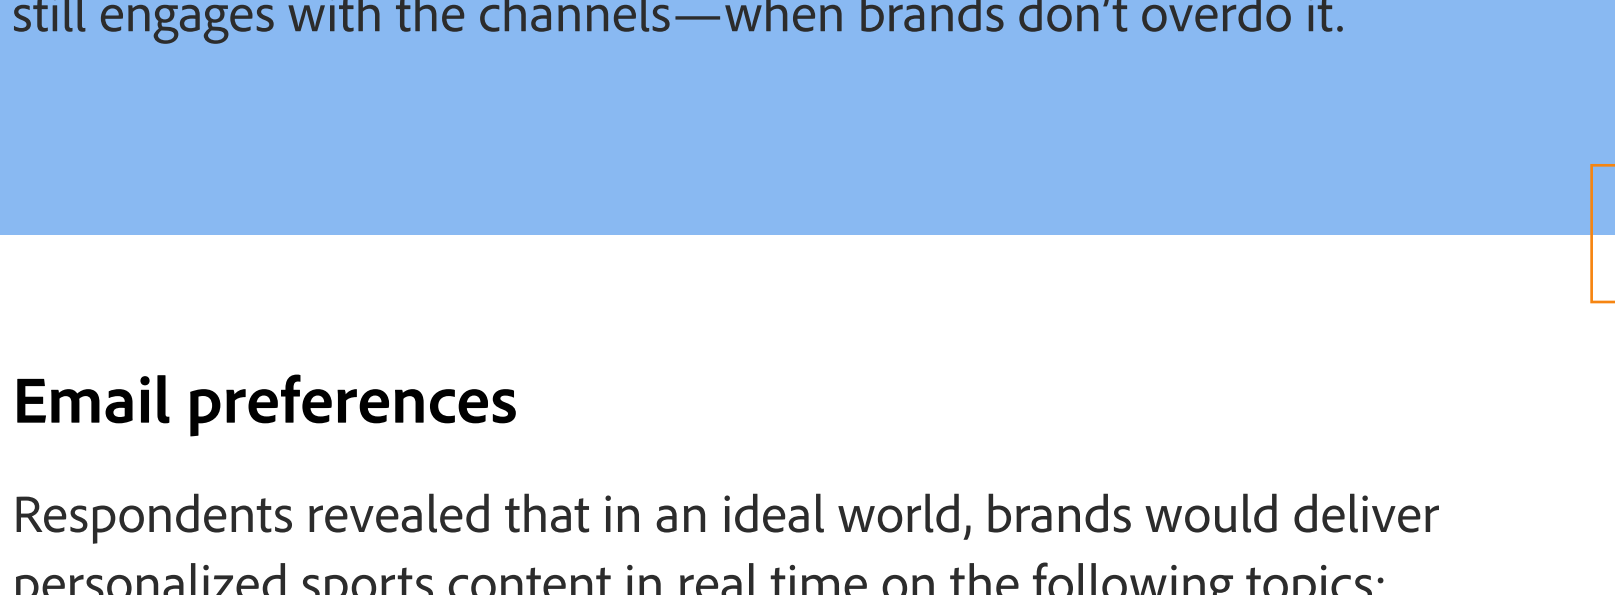 still engages with the channels—when brands don’t overdo it.
Email preferences
Respondents revealed that in an ideal world, brands would deliver
personalized sports content in real time on the following topics: